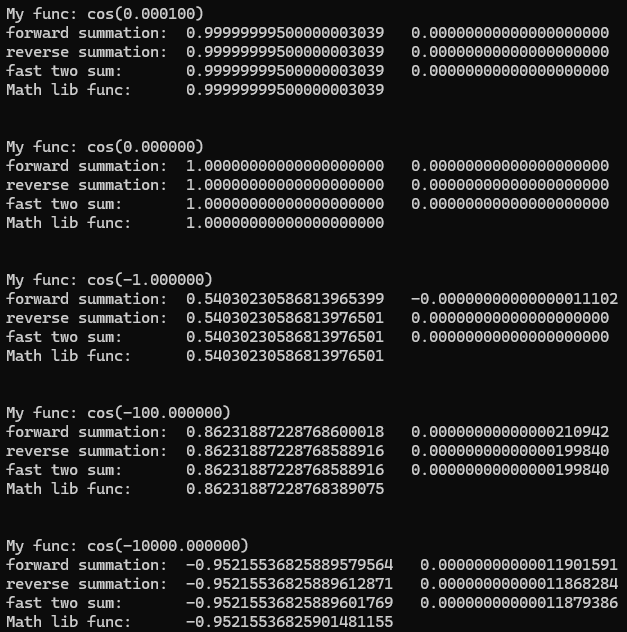 My func: cos(0.000100)
forward summation:  0.99999999500000003039   0.00000000000000000000
reverse summation:  0.99999999500000003039   0.00000000000000000000
fast two sum:       0.99999999500000003039   0.00000000000000000000
Math lib func:      0.99999999500000003039
My func: cos(0.000000)
forward summation:  1.00000000000000000000   0.00000000000000000000
reverse summation:  1.00000000000000000000   0.00000000000000000000
fast two sum:       1.00000000000000000000   0.00000000000000000000
Math lib func:      1.00000000000000000000
My func: cos(-1.000000)
forward summation:  0.54030230586813965399   -0.00000000000000011102
reverse summation:  0.54030230586813976501   0.00000000000000000000
fast two sum:       0.54030230586813976501   0.00000000000000000000
Math lib func:      0.54030230586813976501
My func: cos(-100.000000)
forward summation:  0.86231887228768600018   0.00000000000000210942
reverse summation:  0.86231887228768588916   0.00000000000000199840
fast two sum:       0.86231887228768588916   0.00000000000000199840
Math lib func:      0.86231887228768389075
My func: cos(-10000.000000)
forward summation:  -0.95215536825889579564   0.00000000000011901591
reverse summation:  -0.95215536825889612871   0.00000000000011868284
fast two sum:       -0.95215536825889601769   0.00000000000011879386
Math lib func:      -0.95215536825901481155